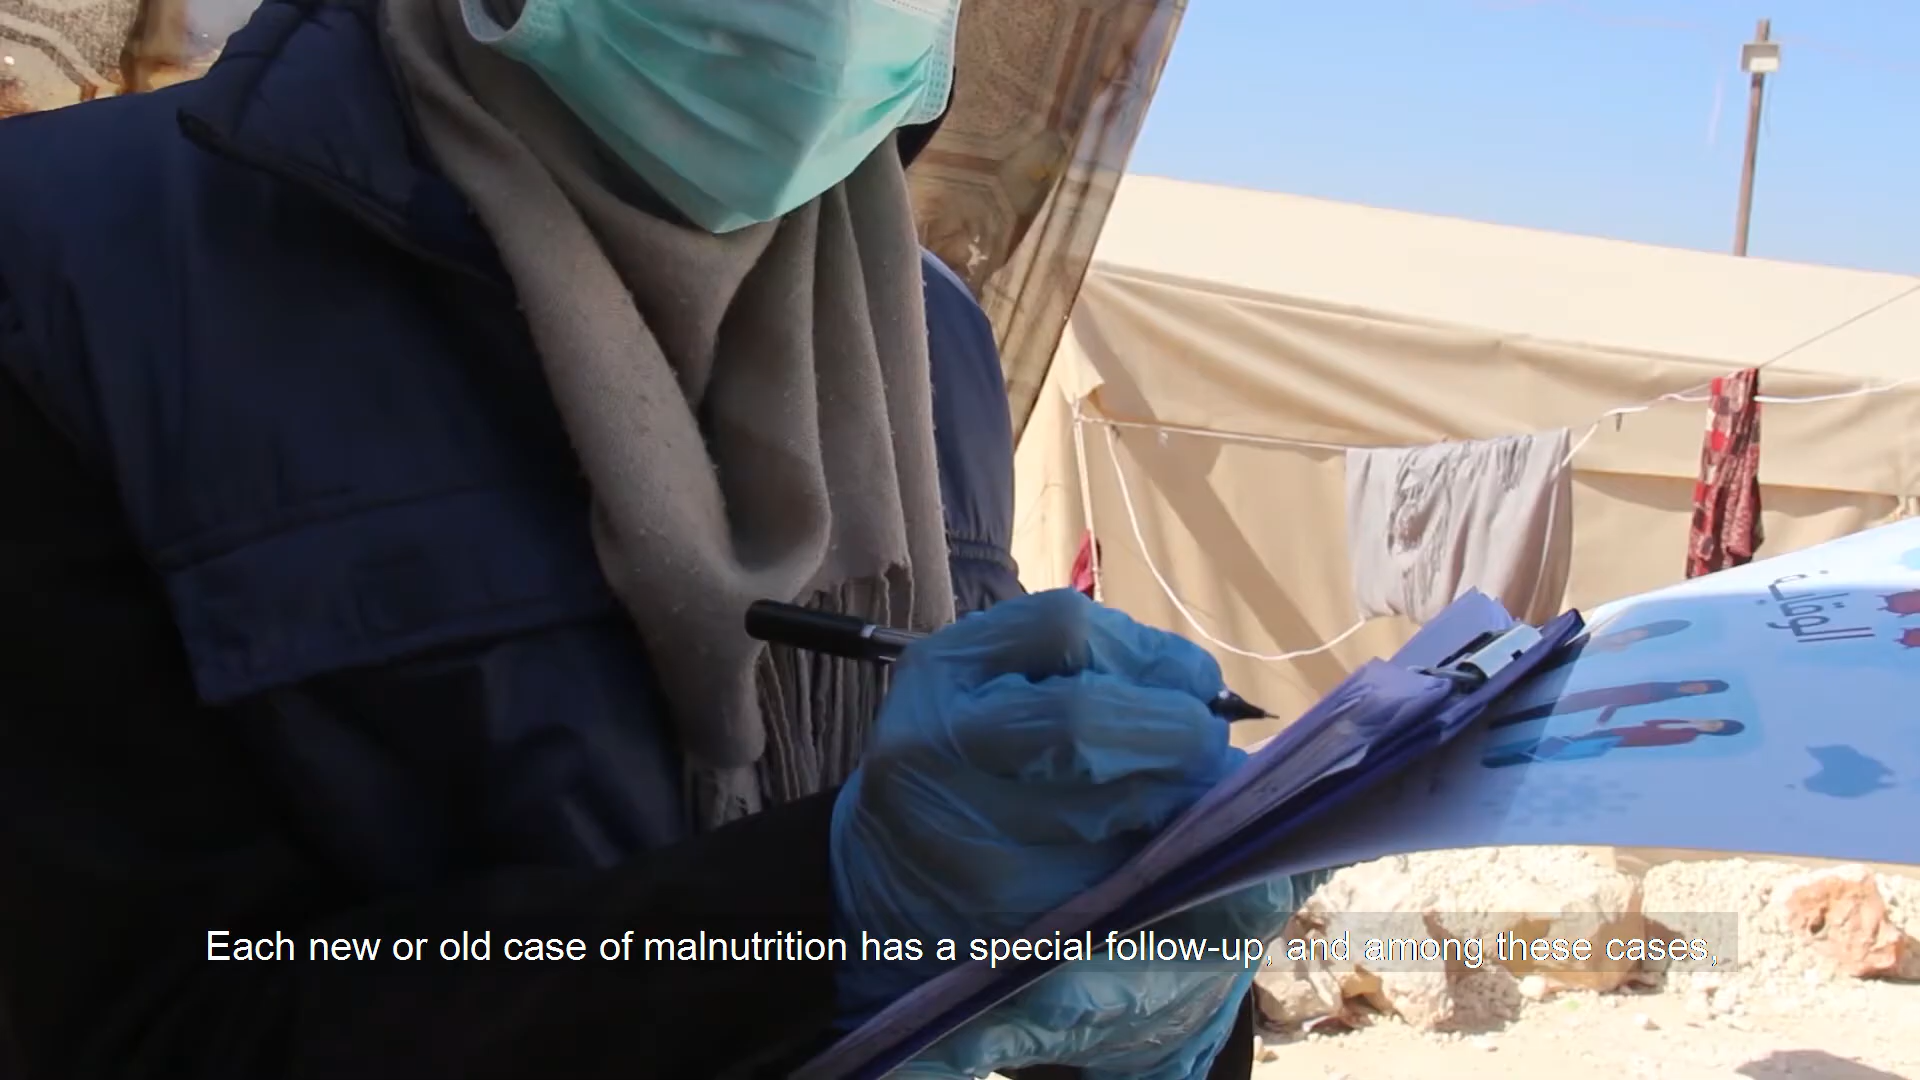 الوقاية
Each new or old case of malnutrition has a special follow-up, and among these cases,